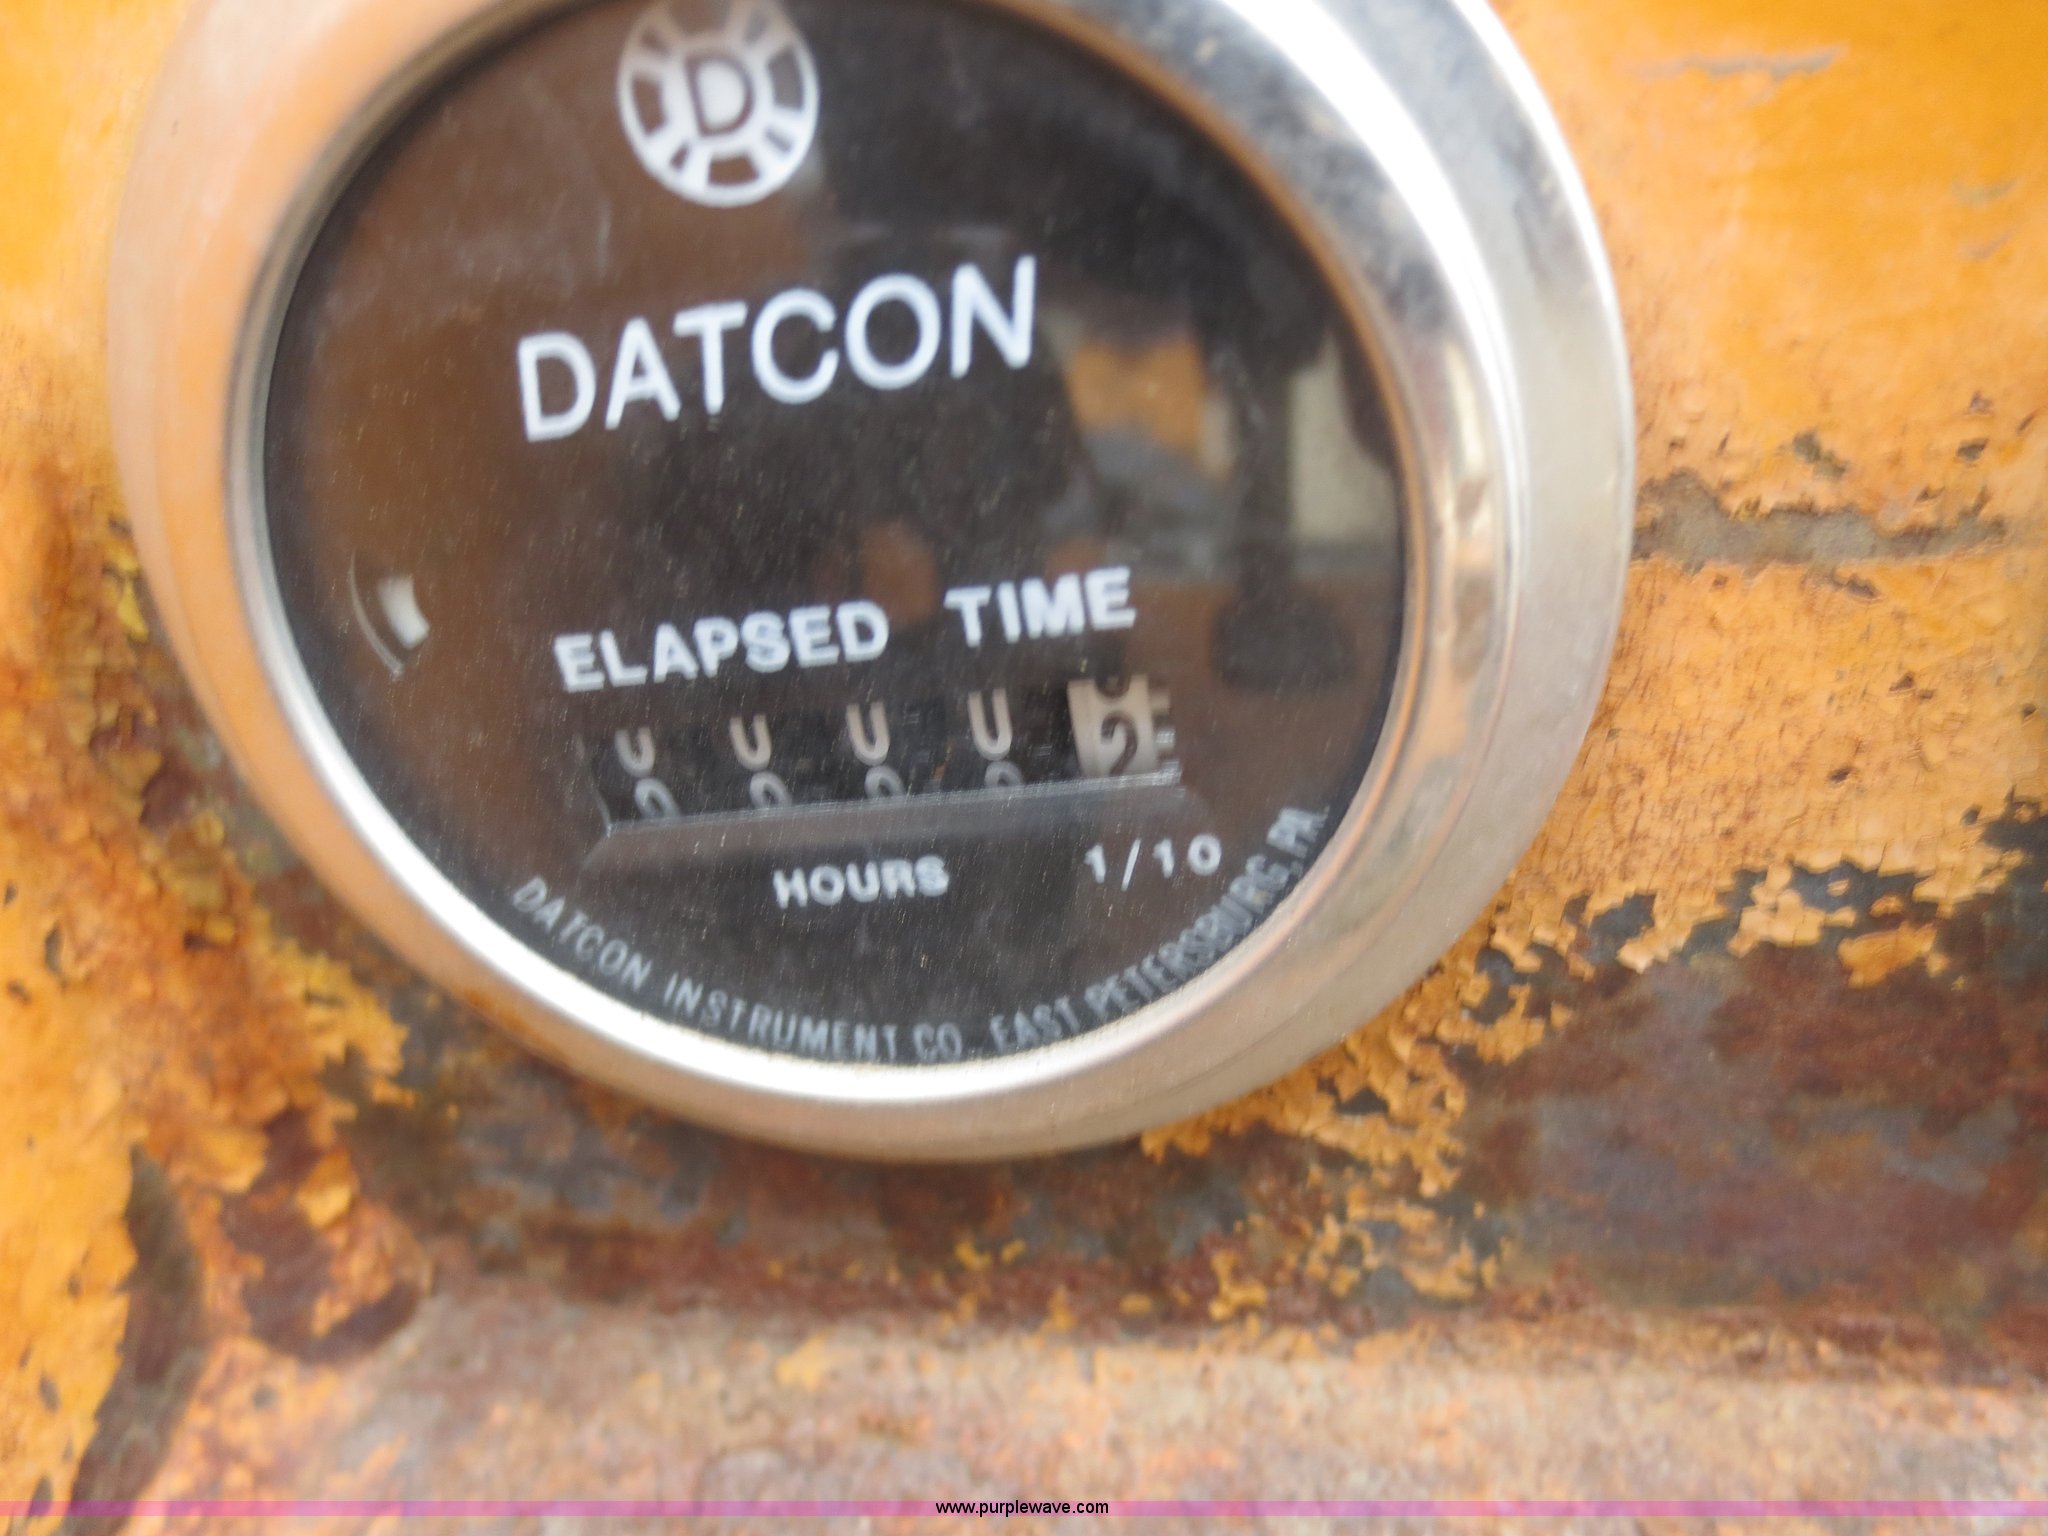 D
DATCON
ELAPSED TIME
HOURS 1/10
DATCON INSTRUMENT CO. EAST PETERSBURG, PA.
www.purplewave.com